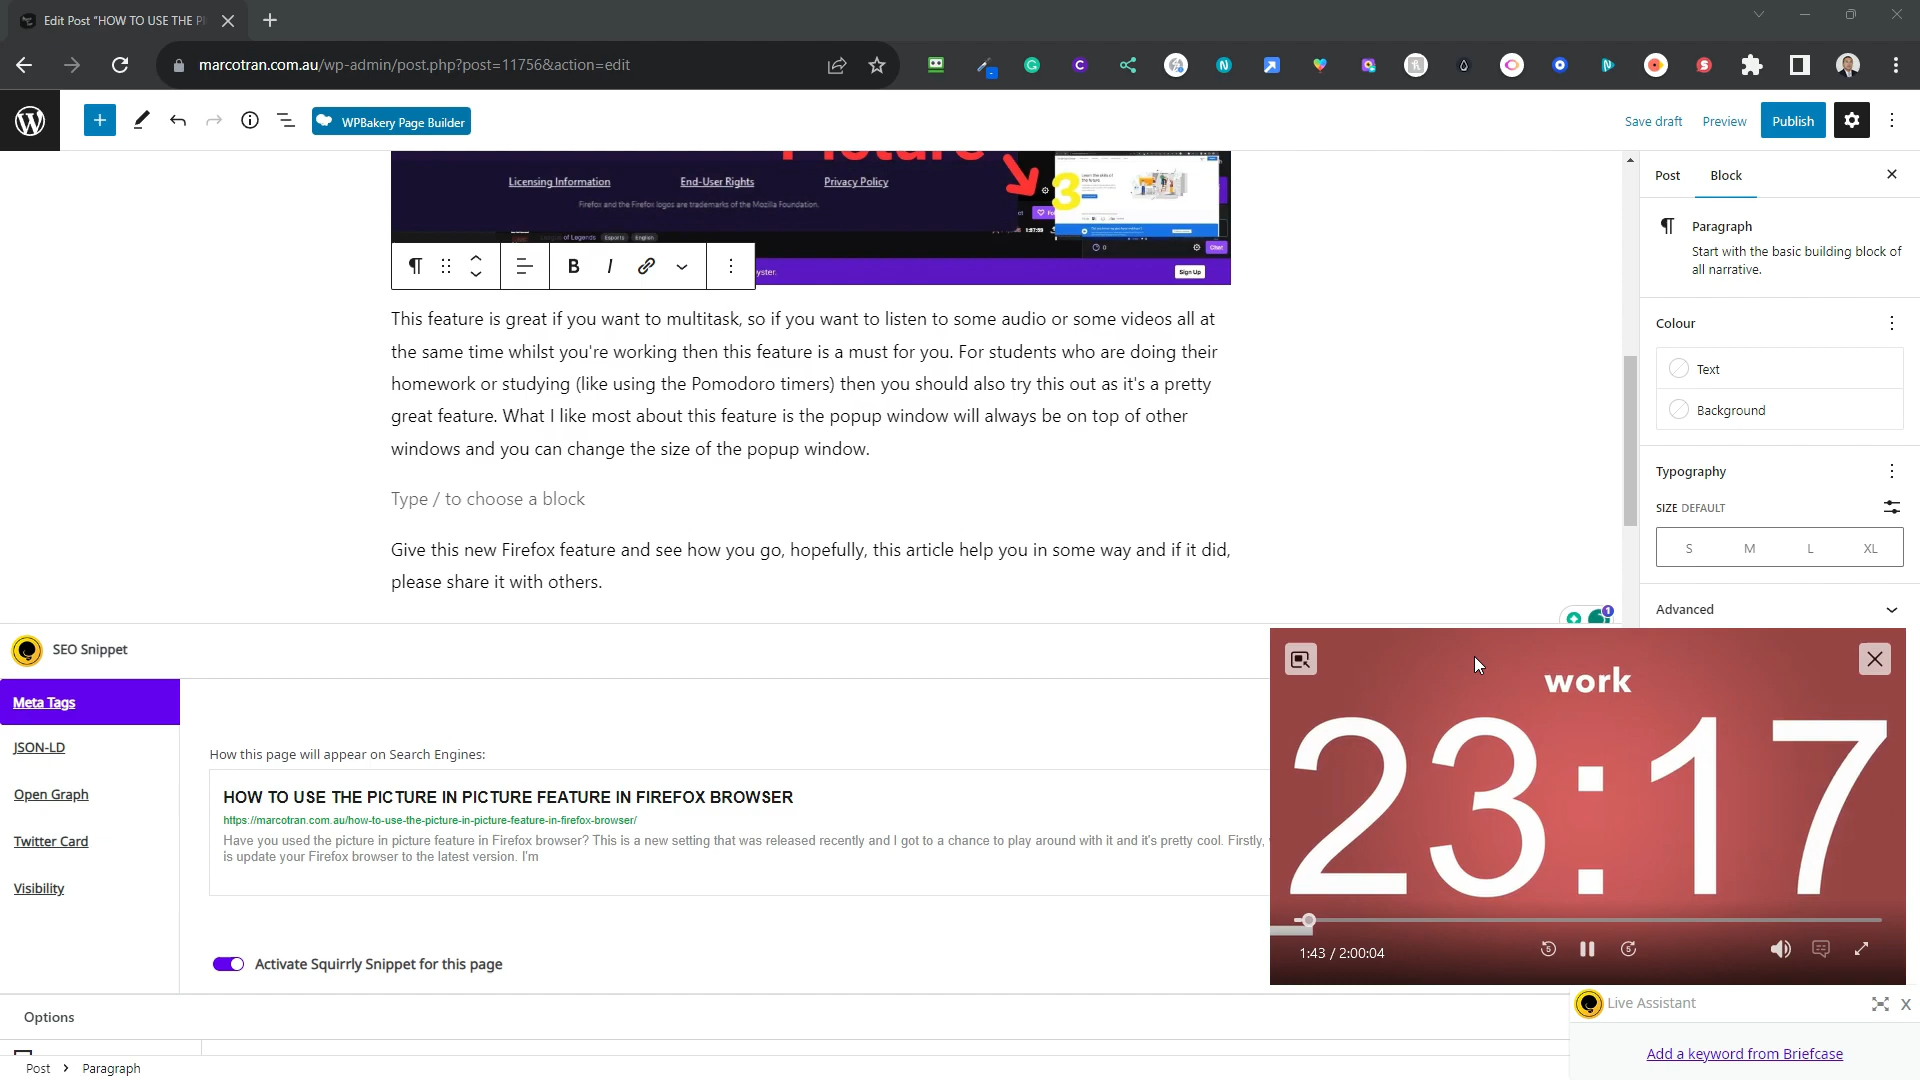 Edit Post "HOW TO USE THE PI
marcotran.com.au/wp-admin/post.php?post=11756&action=edit
WPBakery Page Builder
Save draft
Preview
Publish
Picture
Licensing Information
End-User Rights
Privacy Policy
Firefox and the Firefox logos are trademarks of the Mozilla Foundation.
3
Esports
English
1:57:59
Chat
Sign Up
Post
Block
Paragraph
Start with the basic building block of
all narrative.
This feature is great if you want to multitask, so if you want to listen to some audio or some videos all at
the same time whilst you're working then this feature is a must for you. For students who are doing their
homework or studying (like using the Pomodoro timers) then you should also try this out as it's a pretty
great feature. What I like most about this feature is the popup window will always be on top of other
windows and you can change the size of the popup window.
Type / to choose a block
Give this new Firefox feature and see how you go, hopefully, this article help you in some way and if it did,
please share it with others.
Colour
Text
Background
Typography
SIZE DEFAULT
S M L XL
Advanced
1
SEO Snippet
Meta Tags
JSON-LD
Open Graph
Twitter Card
Visibility
How this page will appear on Search Engines:
HOW TO USE THE PICTURE IN PICTURE FEATURE IN FIREFOX BROWSER
https://marcotran.com.au/how-to-use-the-picture-in-picture-feature-in-firefox-browser/
Have you used the picture in picture feature in Firefox browser? This is a new setting that was released recently and I got to a chance to play around with it and it's pretty cool. Firstly,
is update your Firefox browser to the latest version. I'm
Activate Squirrly Snippet for this page
work
23:17
1:43 / 2:00:04
5
5
Options
Live Assistant
X
Add a keyword from Briefcase
Post
Paragraph